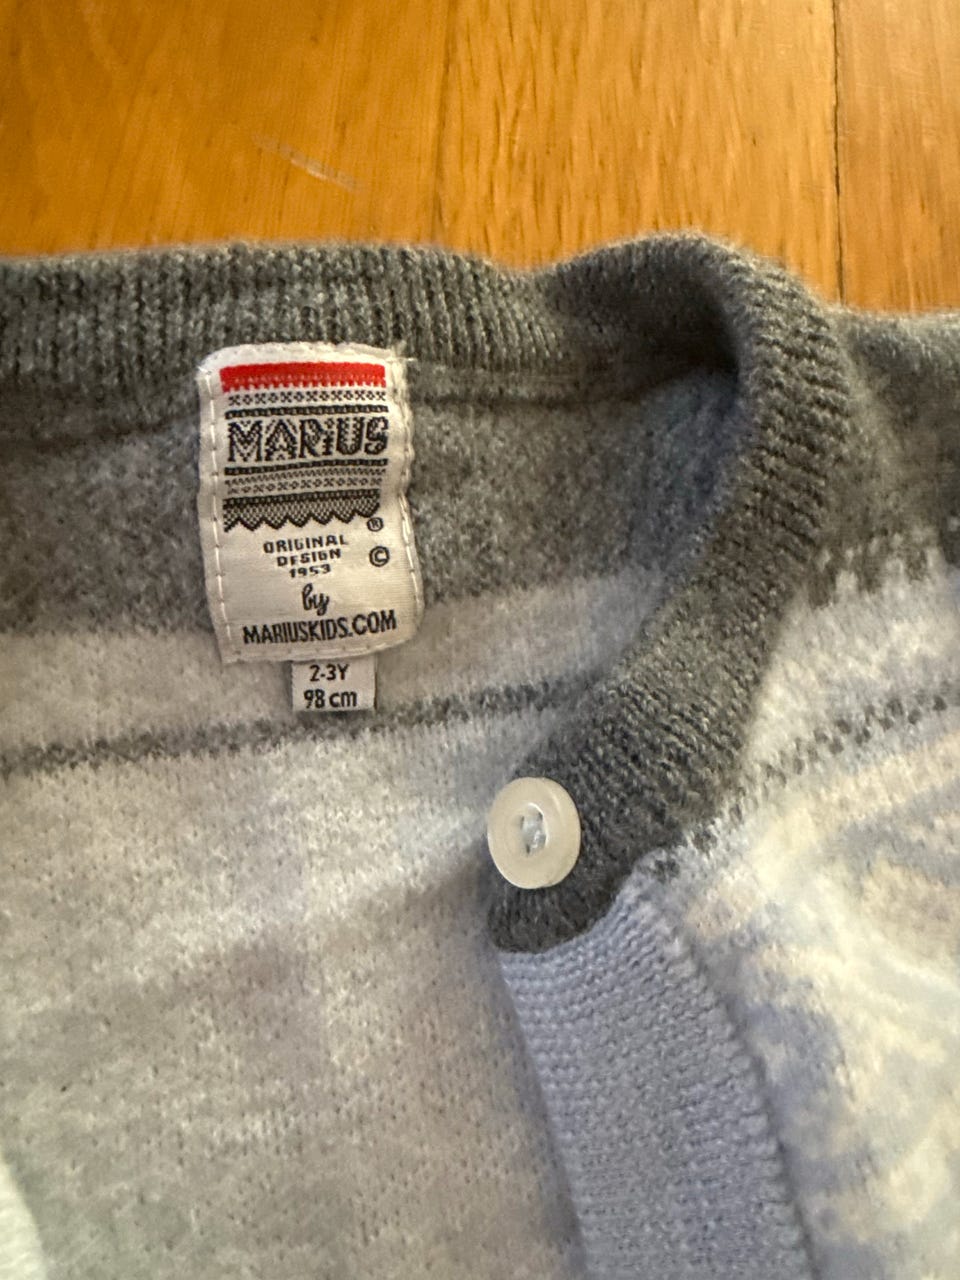 MARiUS
®
ORIGINAL
DESIGN
1953
©
by
MARIUSKIDS.COM
2-3Y
98 cm